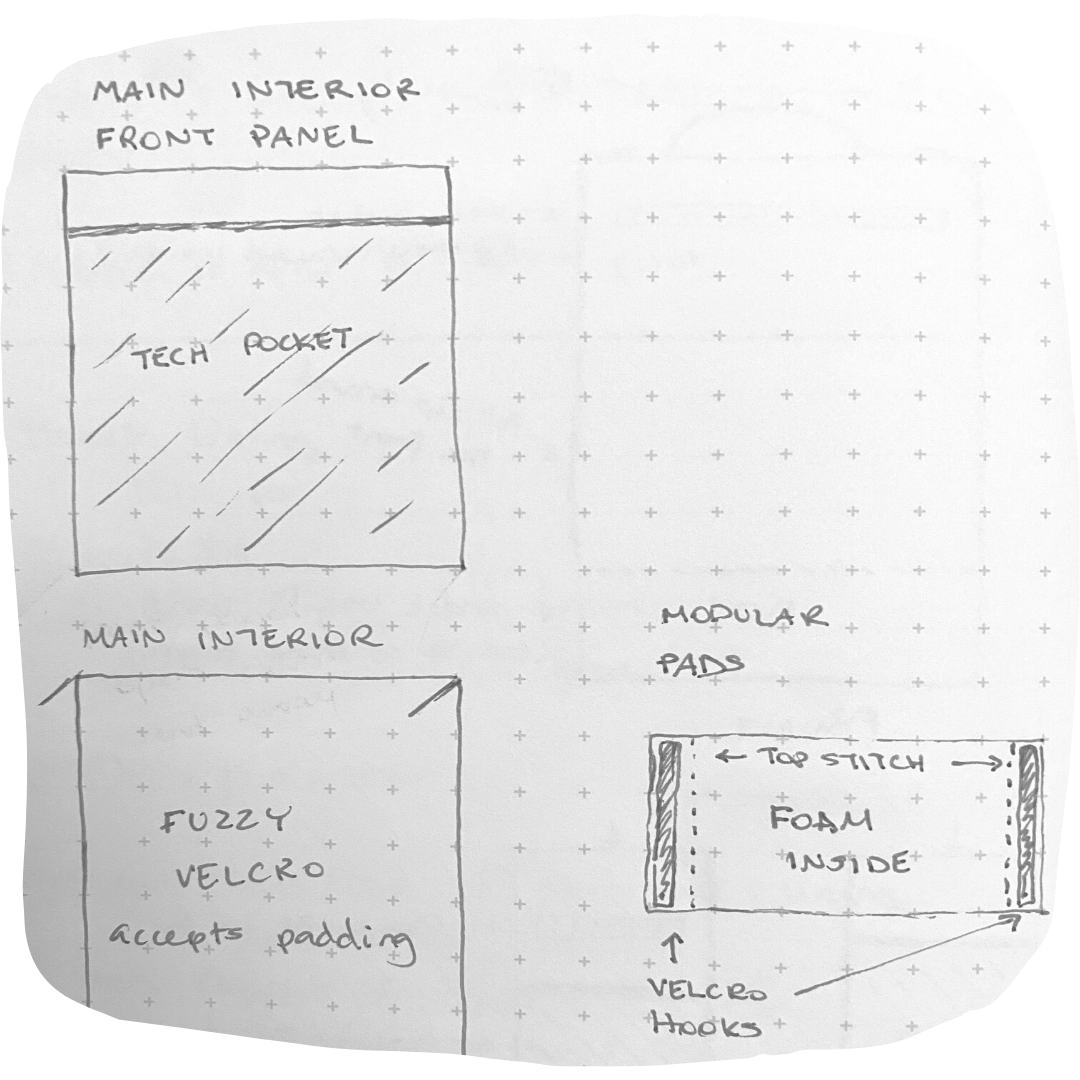 MAIN INTERIOR
FRONT PANEL
TECH POCKET
MAIN INTERIOR
FUZZY
VELCRO
accepts padding
MODULAR
PADS
← TOP STITCH →
FOAM
INSIDE
VELCRO
HOOKS